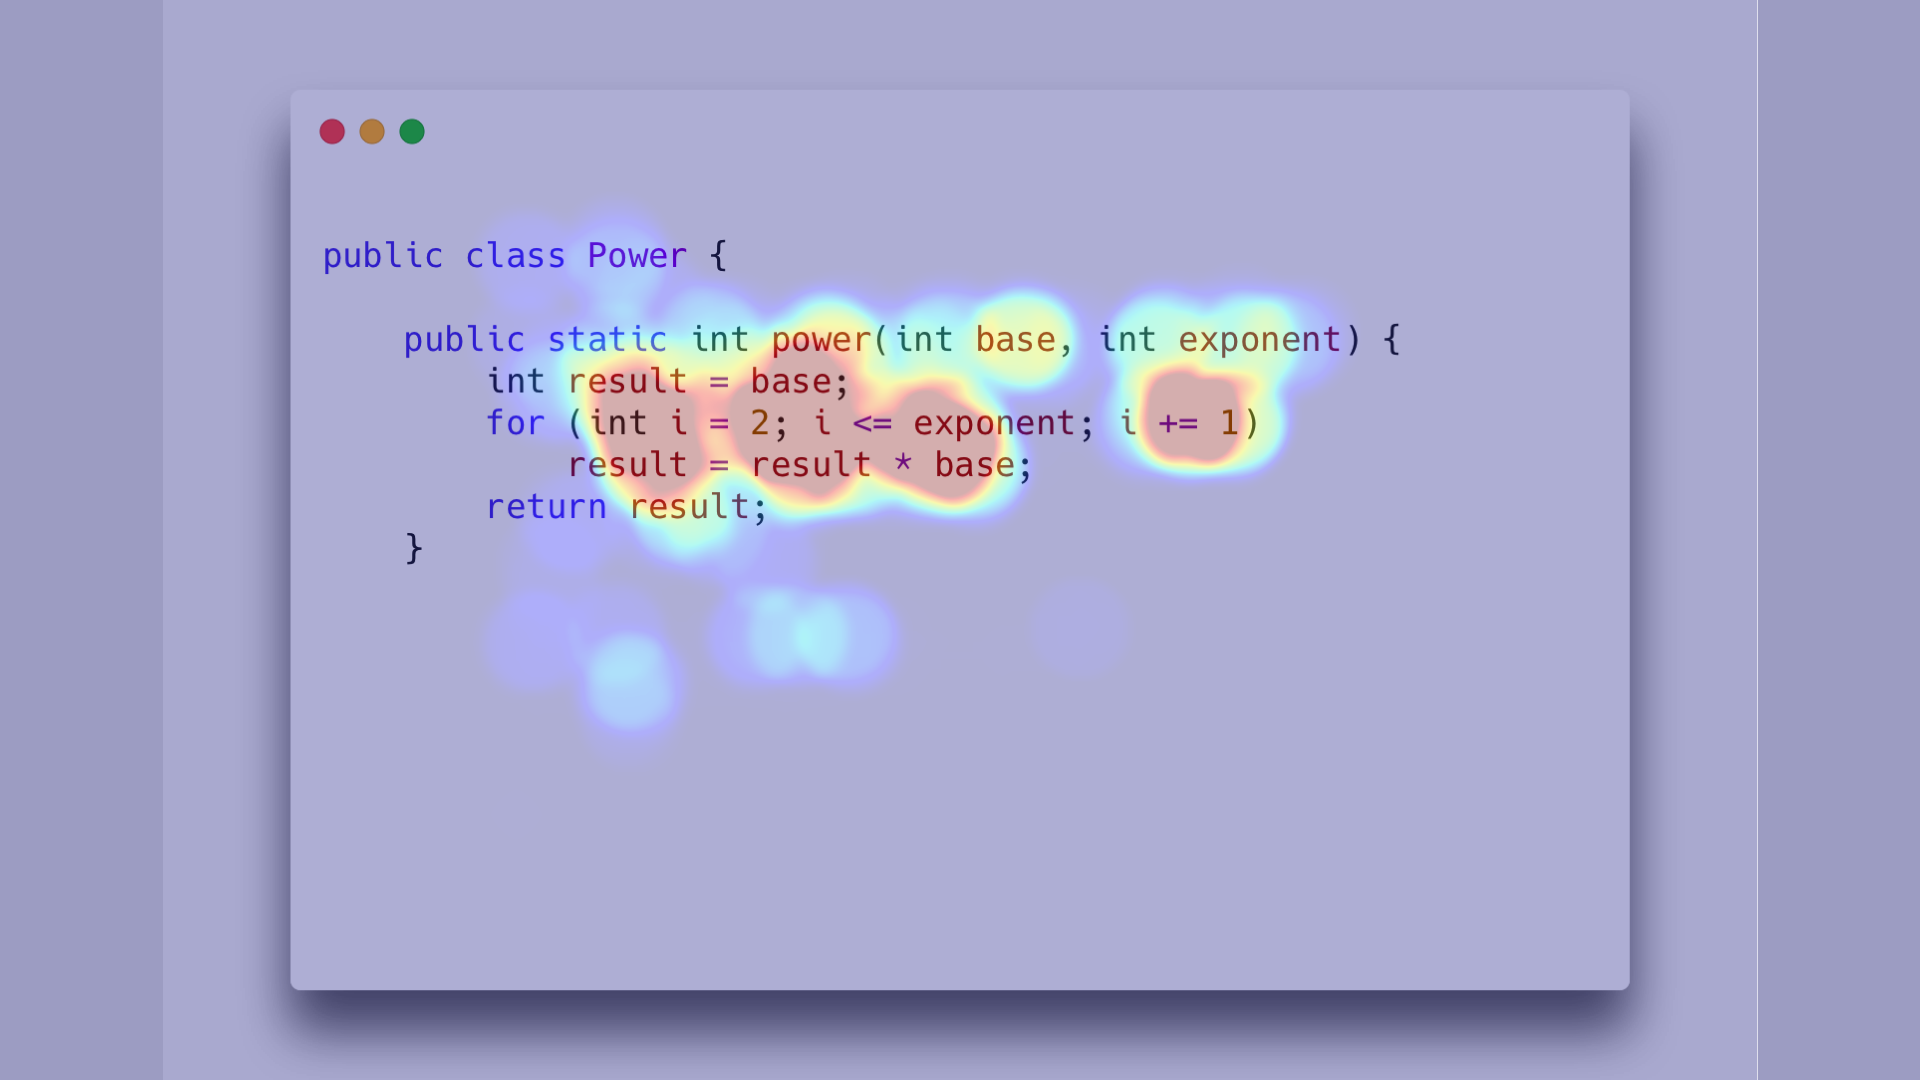 public class Power {
public static int power(int base, int exponent) {
int result = base;
for (int i = 2; i <= exponent; i += 1)
result = result * base;
return result;
}